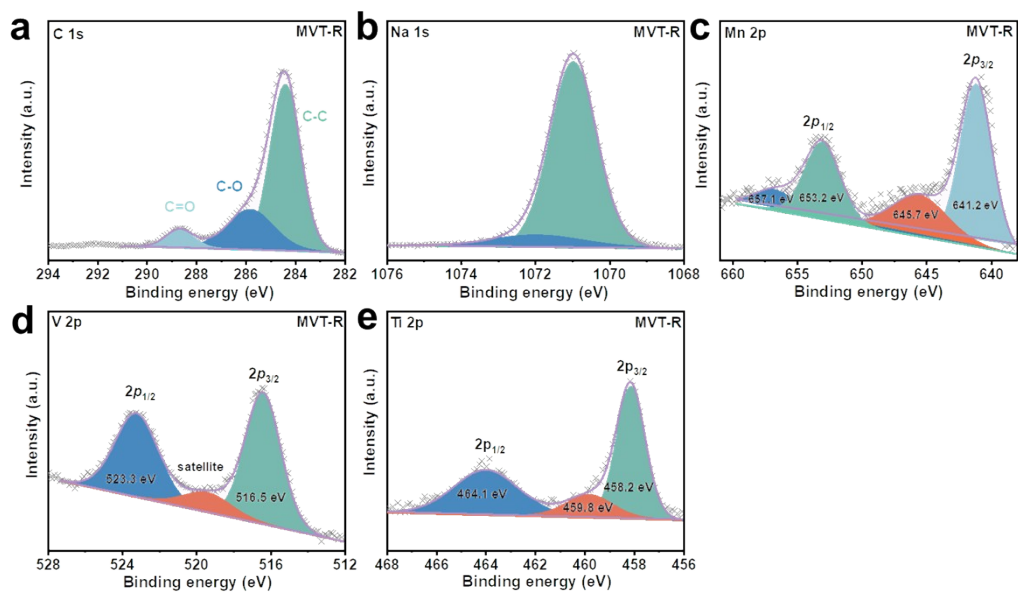 a
C 1s
MVT-R
C-C
C-O
C=O
Intensity (a.u.)
294 292 290 288 286 284 282
Binding energy (eV)
b
Na 1s
MVT-R
Intensity (a.u.)
1076 1074 1072 1070 1068
Binding energy (eV)
c
Mn 2p
MVT-R
2p3/2
2p1/2
657.1 eV
653.2 eV
645.7 eV
641.2 eV
Intensity (a.u.)
660 655 650 645 640
Binding energy (eV)
d
V 2p
MVT-R
2p3/2
2p1/2
satellite
523.3 eV
516.5 eV
Intensity (a.u.)
528 524 520 516 512
Binding energy (eV)
e
Ti 2p
MVT-R
2p3/2
2p1/2
464.1 eV
458.2 eV
459.8 eV
Intensity (a.u.)
468 466 464 462 460 458 456
Binding energy (eV)